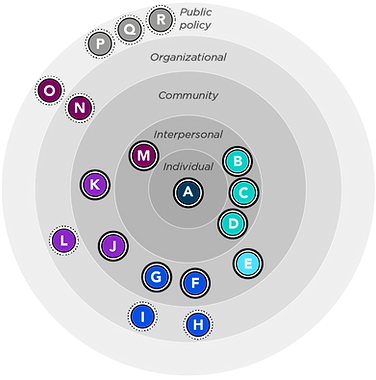 Public
policy
R
Q
P
Organizational
O
Community
N
Interpersonal
M
B
Individual
K
A
C
D
L
J
E
G
F
I
H